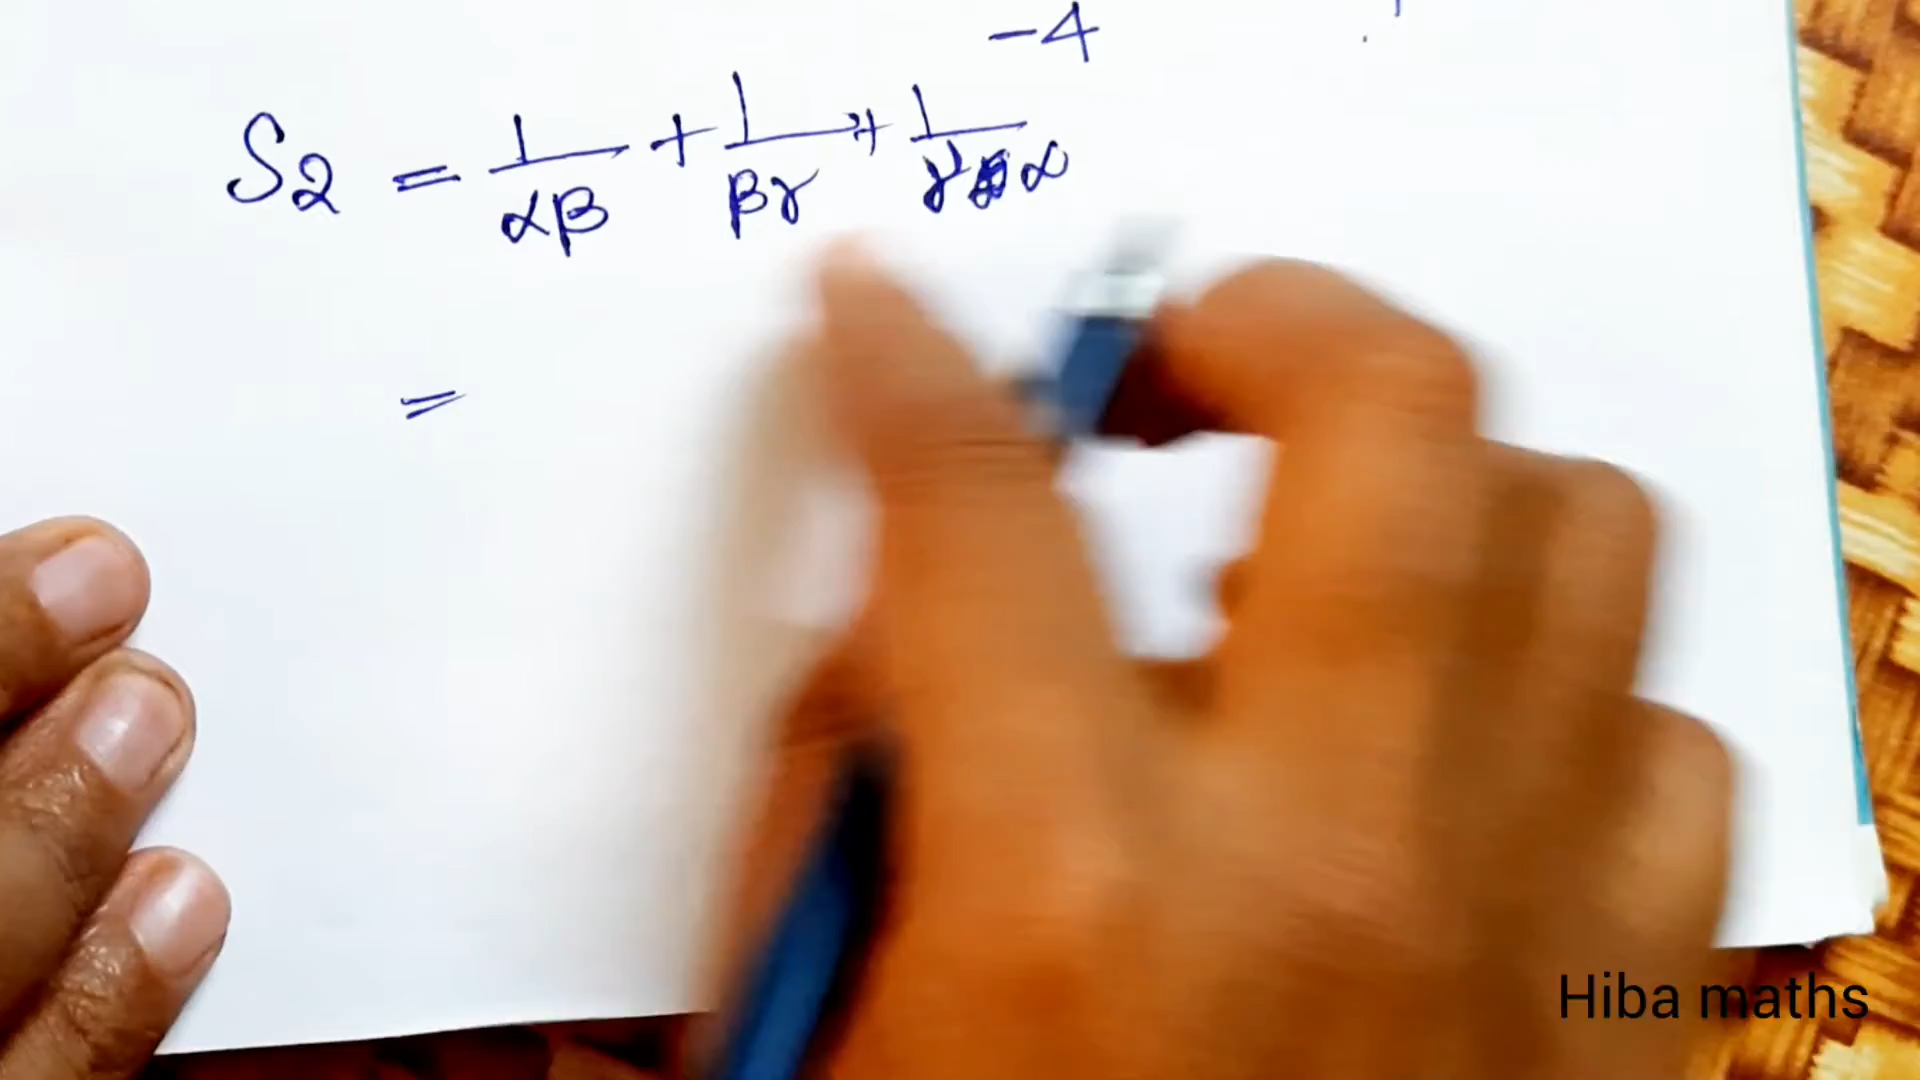 -4
S2 = 1/αβ + 1/βγ + 1/γα
=
Hiba maths